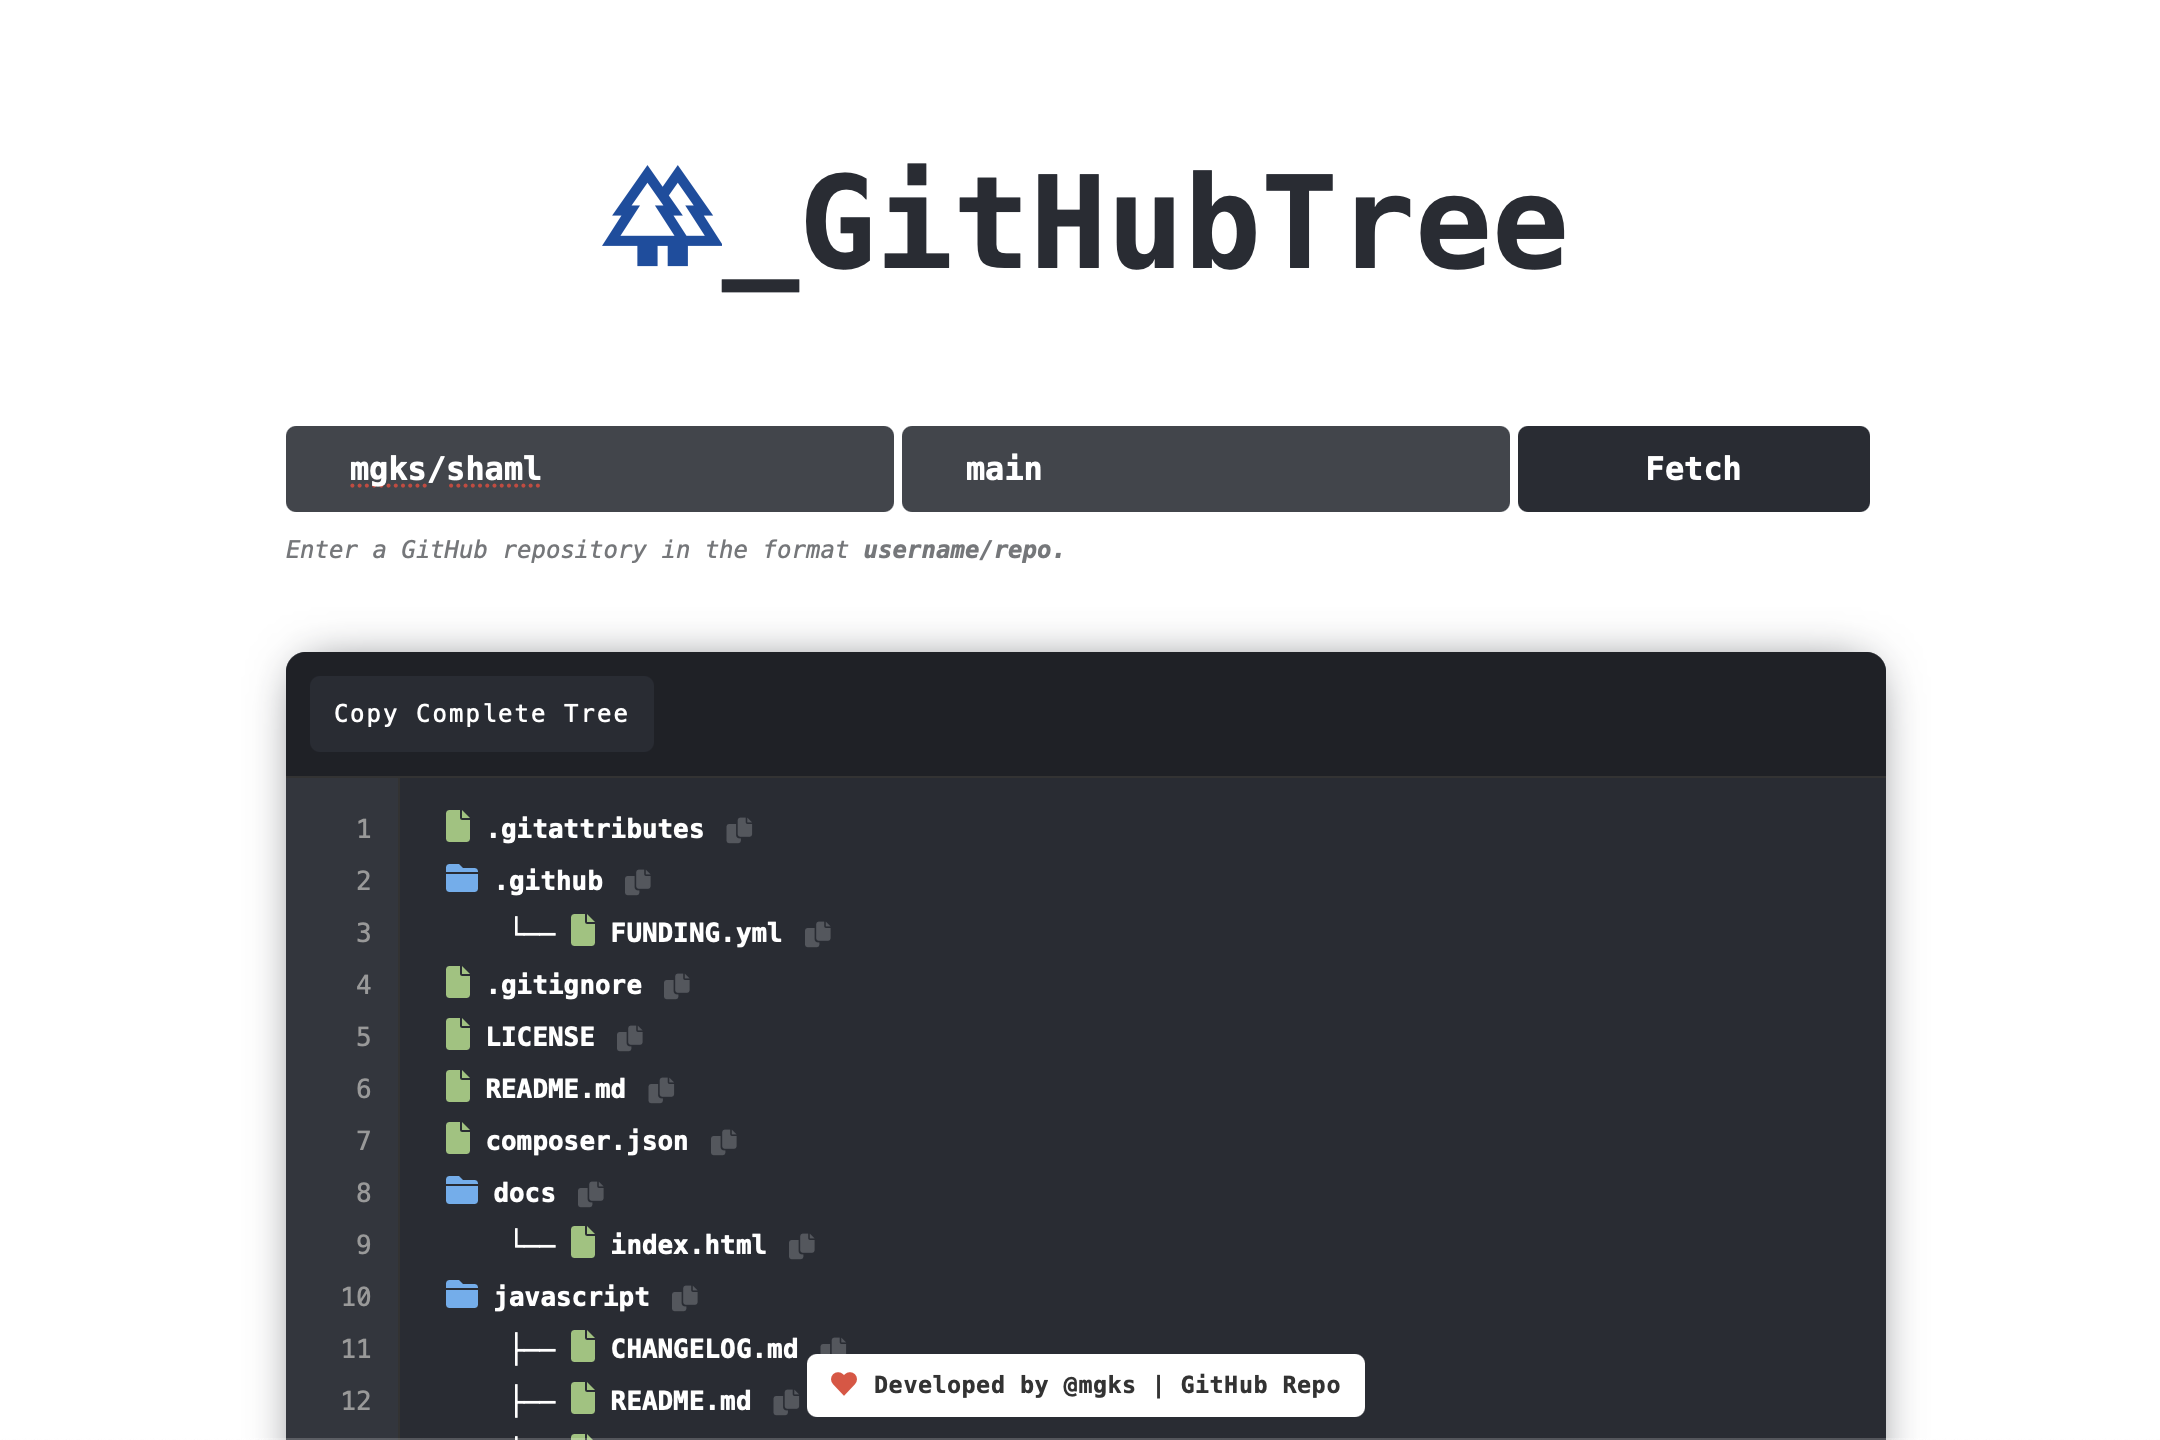 _GitHubTree
mgks/shaml
main
Fetch
Enter a GitHub repository in the format username/repo.
Copy Complete Tree
1 .gitattributes
2 .github
3 └── FUNDING.yml
4 .gitignore
5 LICENSE
6 README.md
7 composer.json
8 docs
9 └── index.html
10 javascript
11 ├── CHANGELOG.md
12 ├── README.md
Developed by @mgks | GitHub Repo